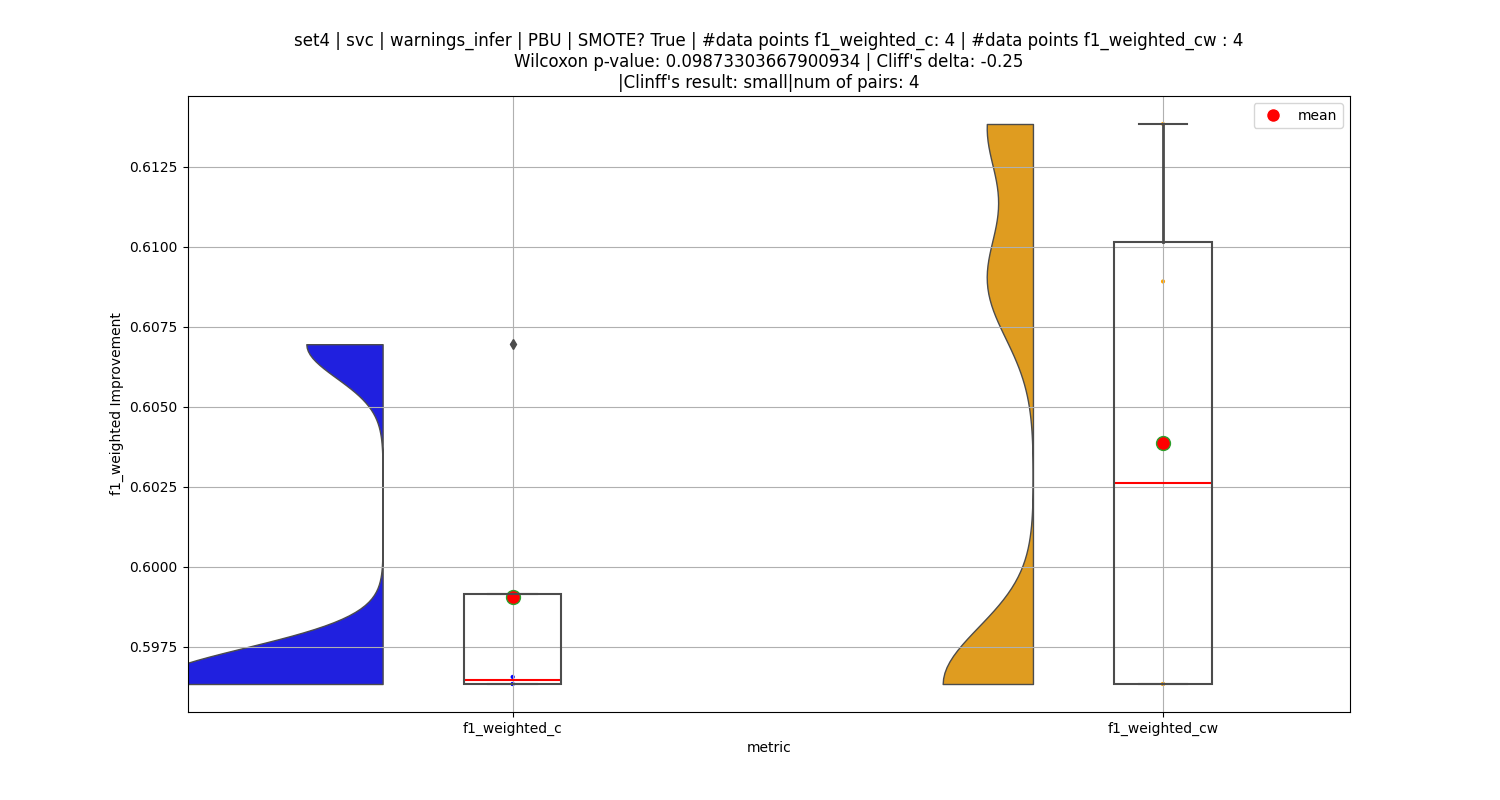 set4 | svc | warnings_infer | PBU | SMOTE? True | #data points f1_weighted_c: 4 | #data points f1_weighted_cw : 4
Wilcoxon p-value: 0.09873303667900934 | Cliff's delta: -0.25
|Clinff's result: small|num of pairs: 4
mean
0.6125
0.6100
0.6075
0.6050
0.6025
0.6000
0.5975
f1_weighted Improvement
f1_weighted_c
f1_weighted_cw
metric